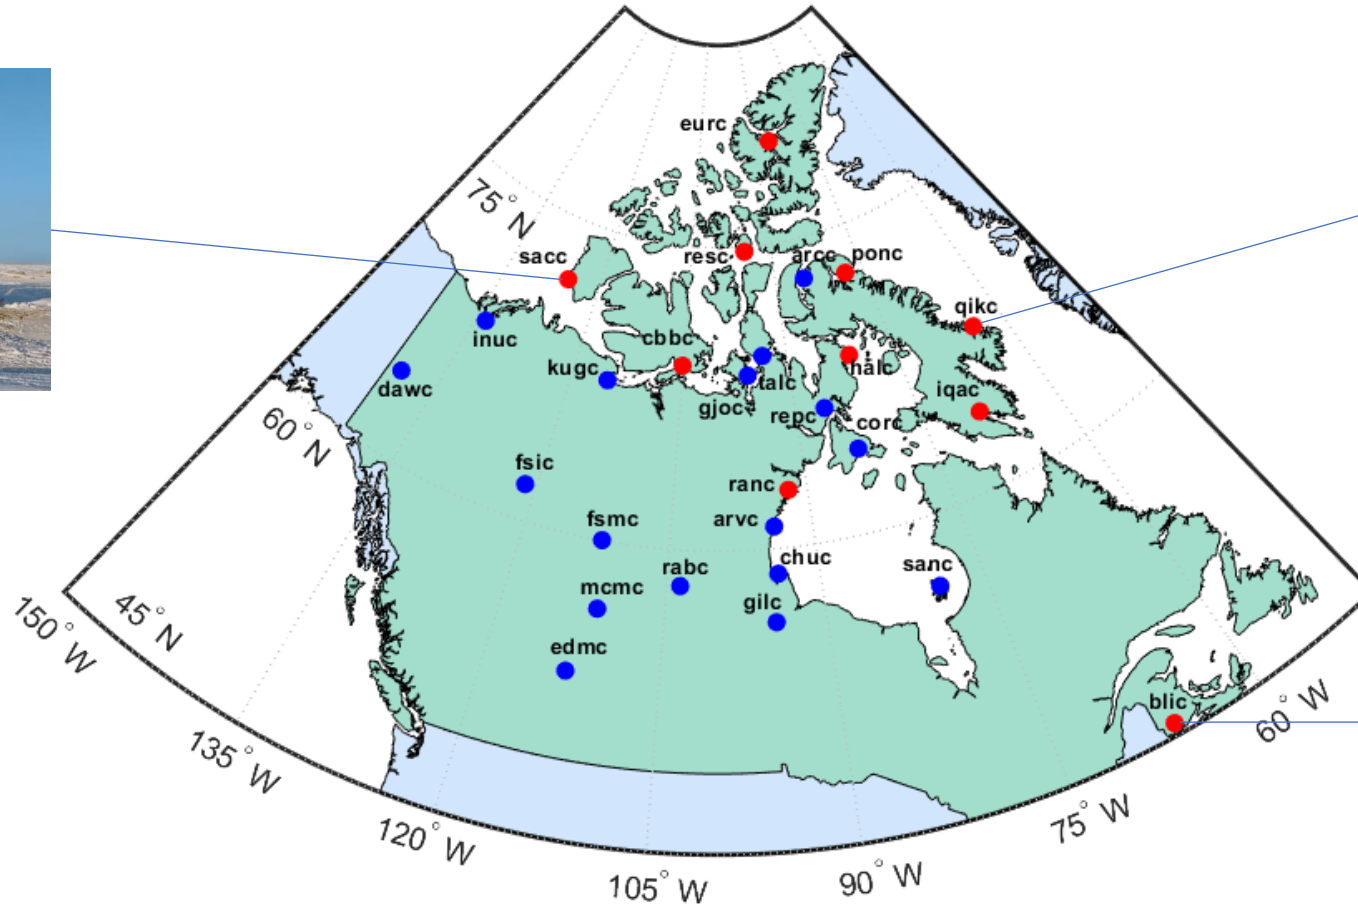 eurc
75° N
sacc
resc
arcc
ponc
qikc
inuc
cbbc
kugc
halc
talc
dawc
gjoc
iqac
repc
corc
60° N
fsic
ranc
fsmc
arvc
chuc
sanc
rabc
mcmc
gilc
45° N
150° W
edmc
blic
60° W
135° W
75° W
120° W
105° W
90° W